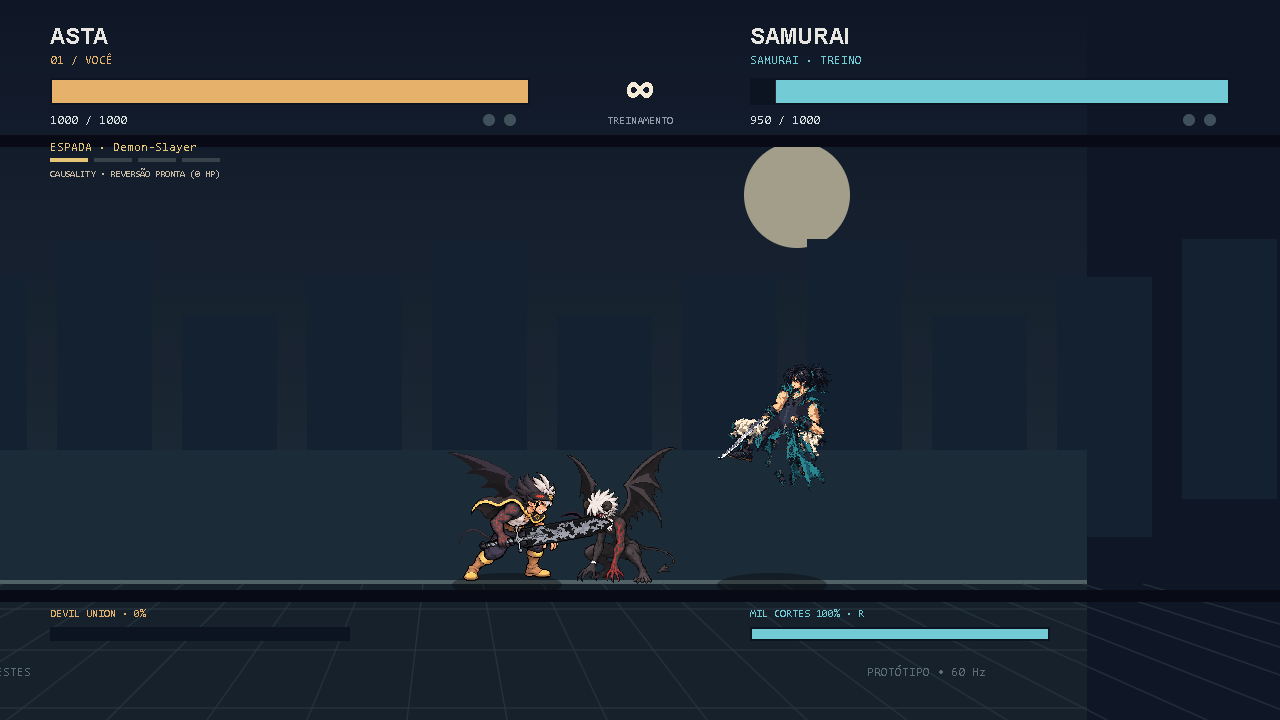 ASTA
01 / VOCÊ
1000 / 1000
∞
TREINAMENTO
SAMURAI
SAMURAI · TREINO
950 / 1000
ESPADA · Demon-Slayer
CAUSALITY · REVERSÃO PRONTA (0 HP)
DEVIL UNION · 0%
MIL CORTES 100% · R
ESTES
PROTÓTIPO • 60 Hz